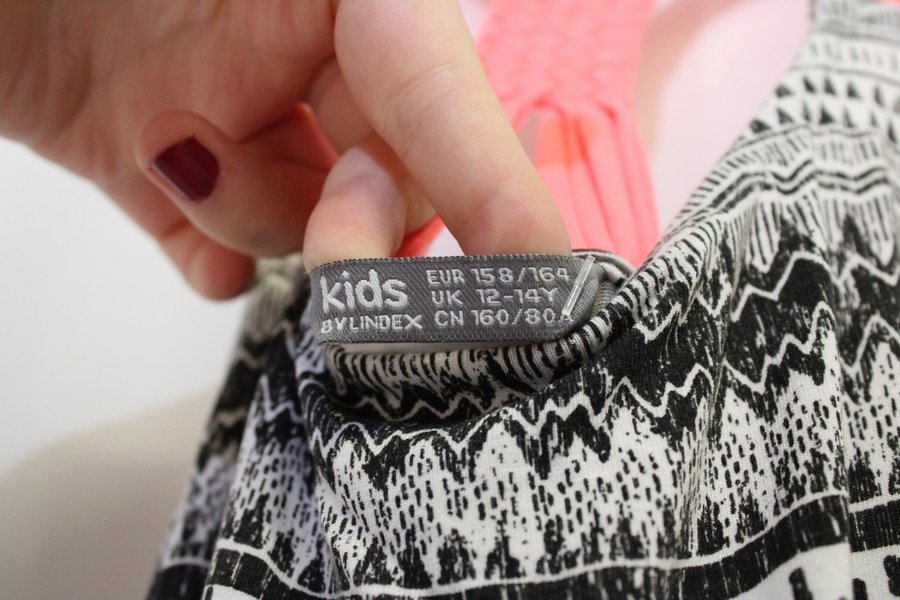 kids
BY LINDEX
EUR 158/164
UK 12-14Y
CN 160/80A